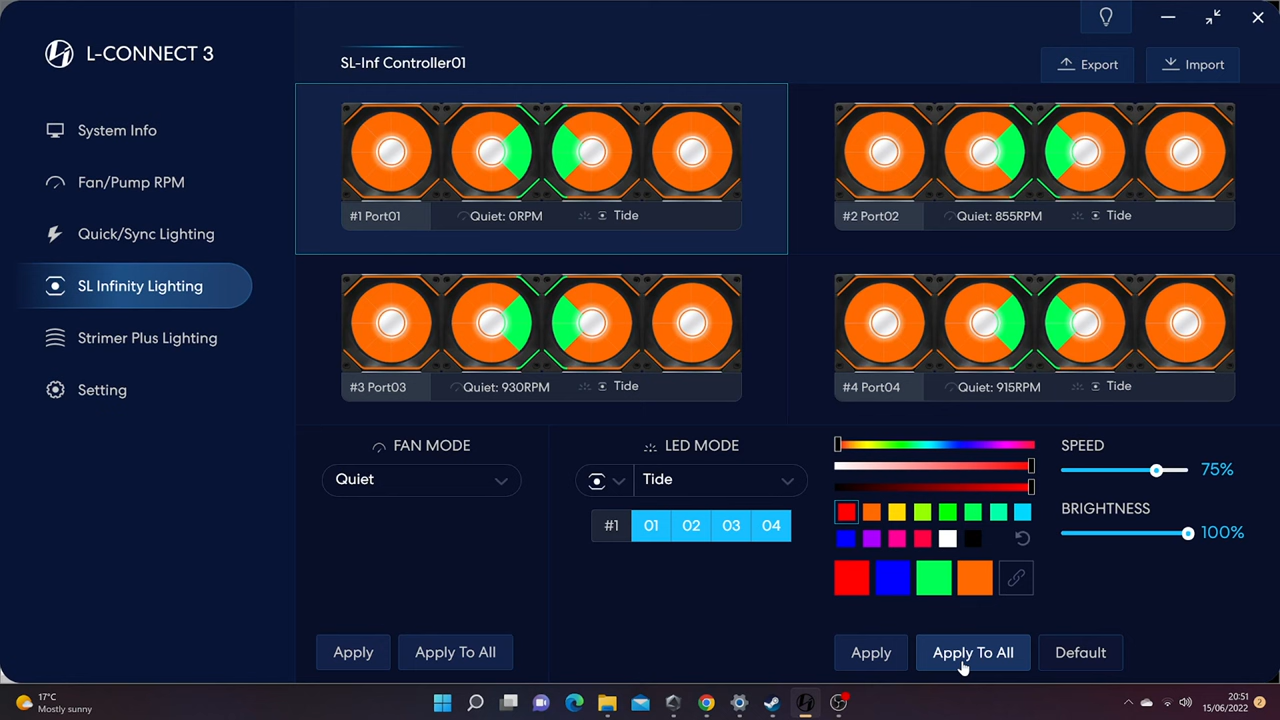 L-CONNECT 3
System Info
Fan/Pump RPM
Quick/Sync Lighting
SL Infinity Lighting
Strimer Plus Lighting
Setting
SL-Inf Controller01
Export
Import
#1 Port01
Quiet: 0RPM
Tide
#2 Port02
Quiet: 855RPM
Tide
#3 Port03
Quiet: 930RPM
Tide
#4 Port04
Quiet: 915RPM
Tide
FAN MODE
Quiet
Apply
Apply To All
LED MODE
Tide
#1 01 02 03 04
SPEED
75%
BRIGHTNESS
100%
Apply
Apply To All
Default
17°C
Mostly sunny
20:51
15/06/2022
2